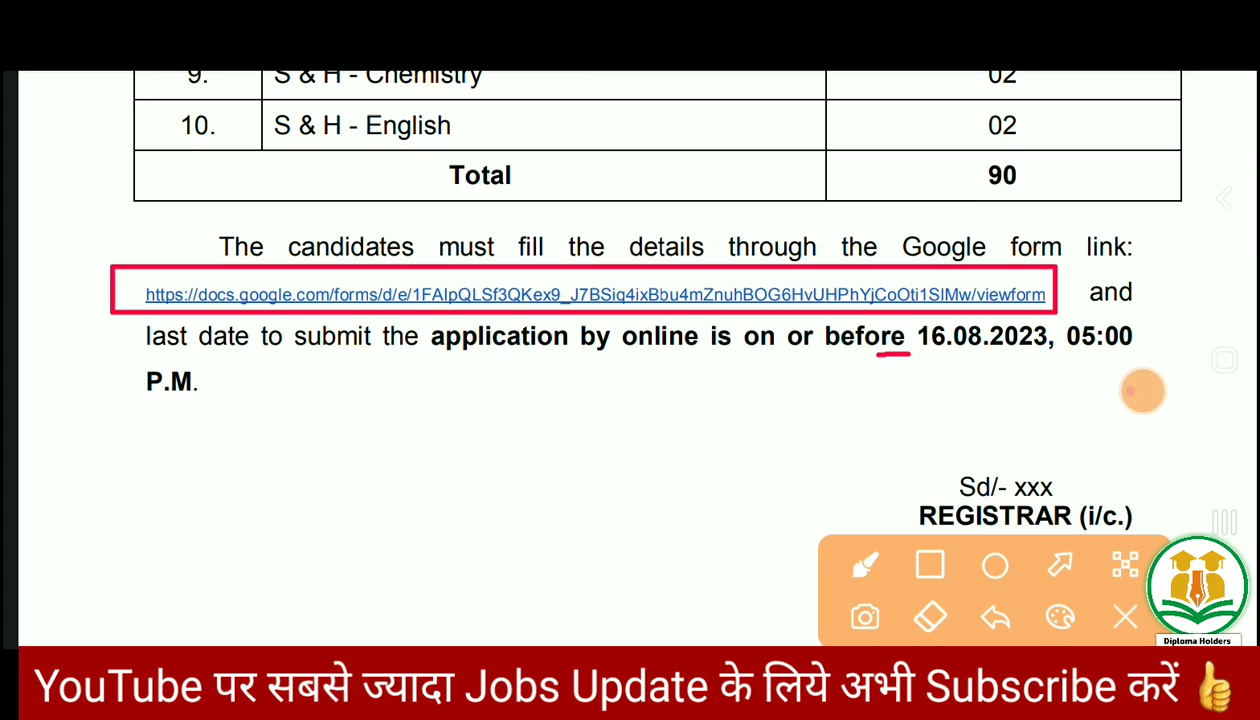 9. S & H - Chemistry 02
10. S & H - English 02
Total 90
The candidates must fill the details through the Google form link:
https://docs.google.com/forms/d/e/1FAIpQLSf3QKex9_J7BSiq4ixBbu4mZnuhBOG6HvUHPhYjCoOti1SIMw/viewform and
last date to submit the application by online is on or before 16.08.2023, 05:00
P.M.
Sd/- xxx
REGISTRAR (i/c.)
Diploma Holders
YouTube पर सबसे ज्यादा Jobs Update के लिये अभी Subscribe करें 👍